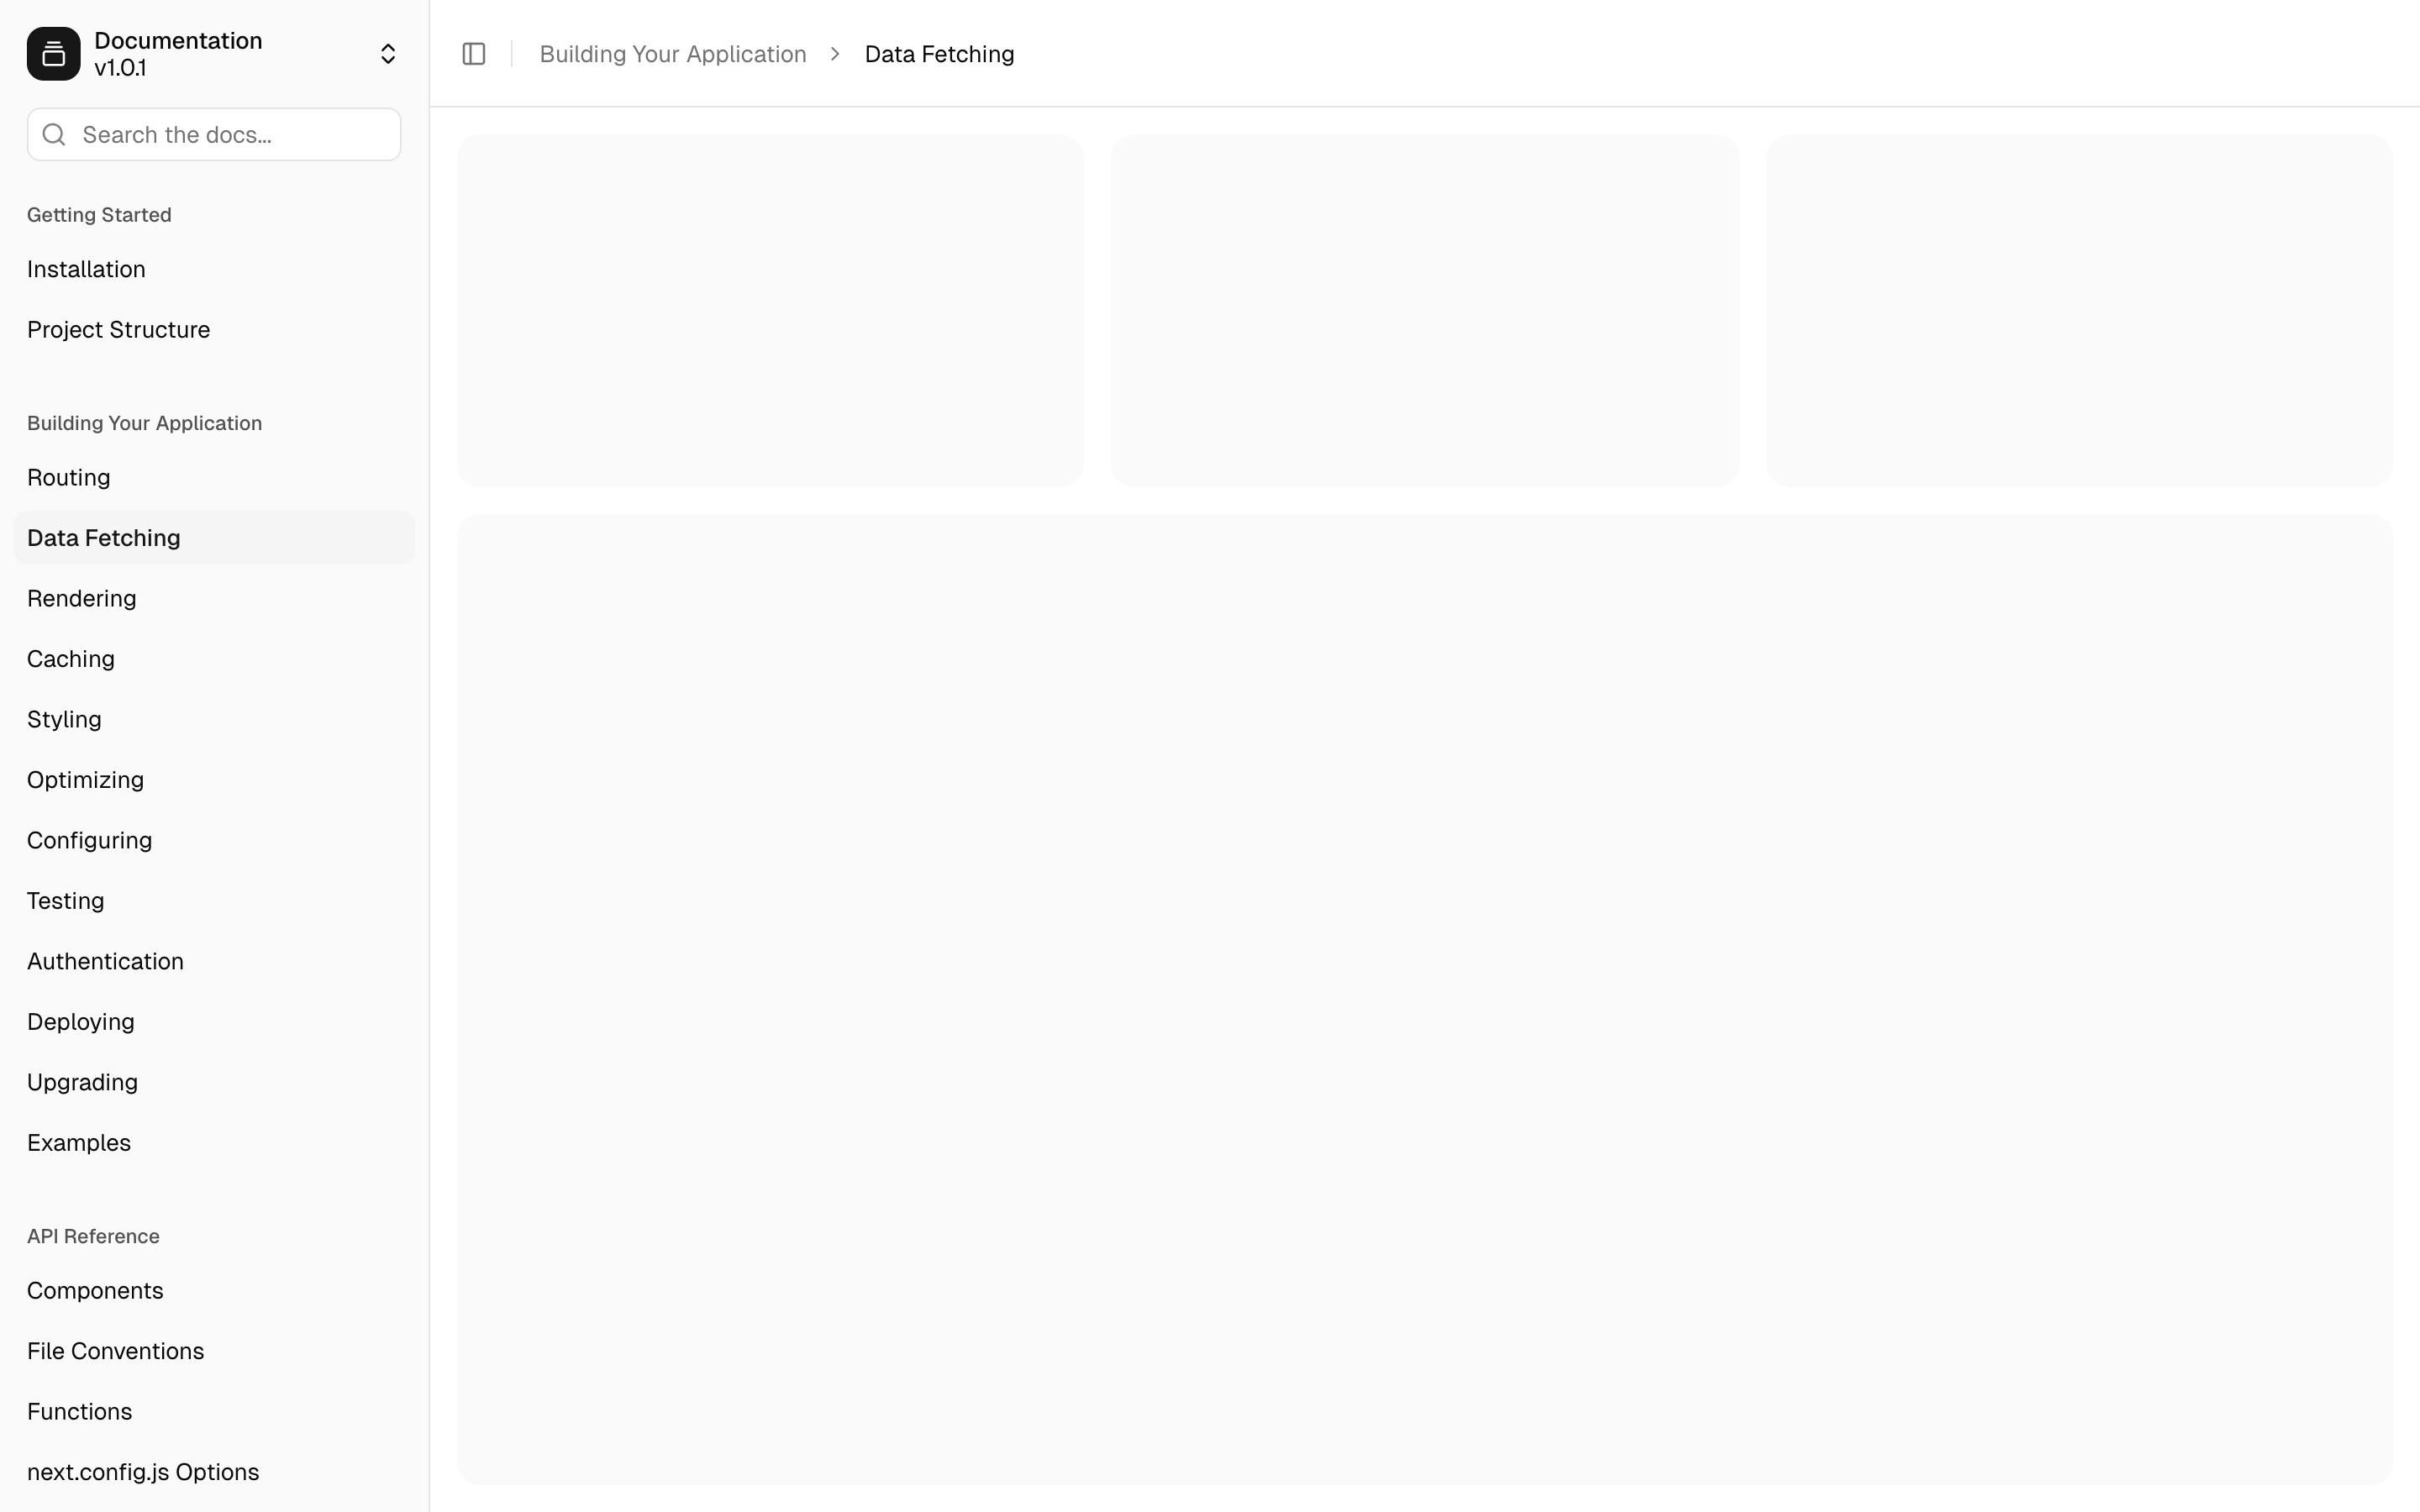 Documentation
v1.0.1
Search the docs...
Getting Started
Installation
Project Structure
Building Your Application
Routing
Data Fetching
Rendering
Caching
Styling
Optimizing
Configuring
Testing
Authentication
Deploying
Upgrading
Examples
API Reference
Components
File Conventions
Functions
next.config.js Options
Building Your Application
Data Fetching